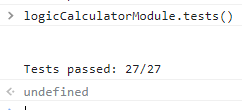 > logicCalculatorModule.tests()
Tests passed: 27/27
undefined